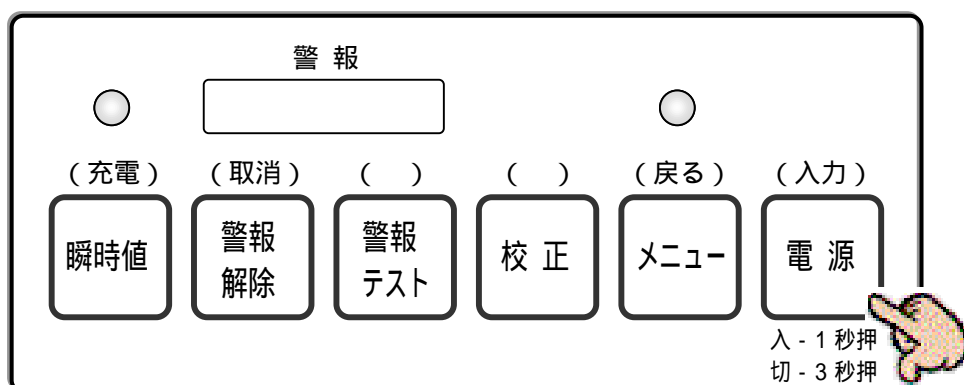 警 報
(充電) (取消) ( ) ( ) (戻る) (入力)
瞬時値 警報解除 警報テスト 校 正 メニュー 電 源
入 - 1 秒押
切 - 3 秒押